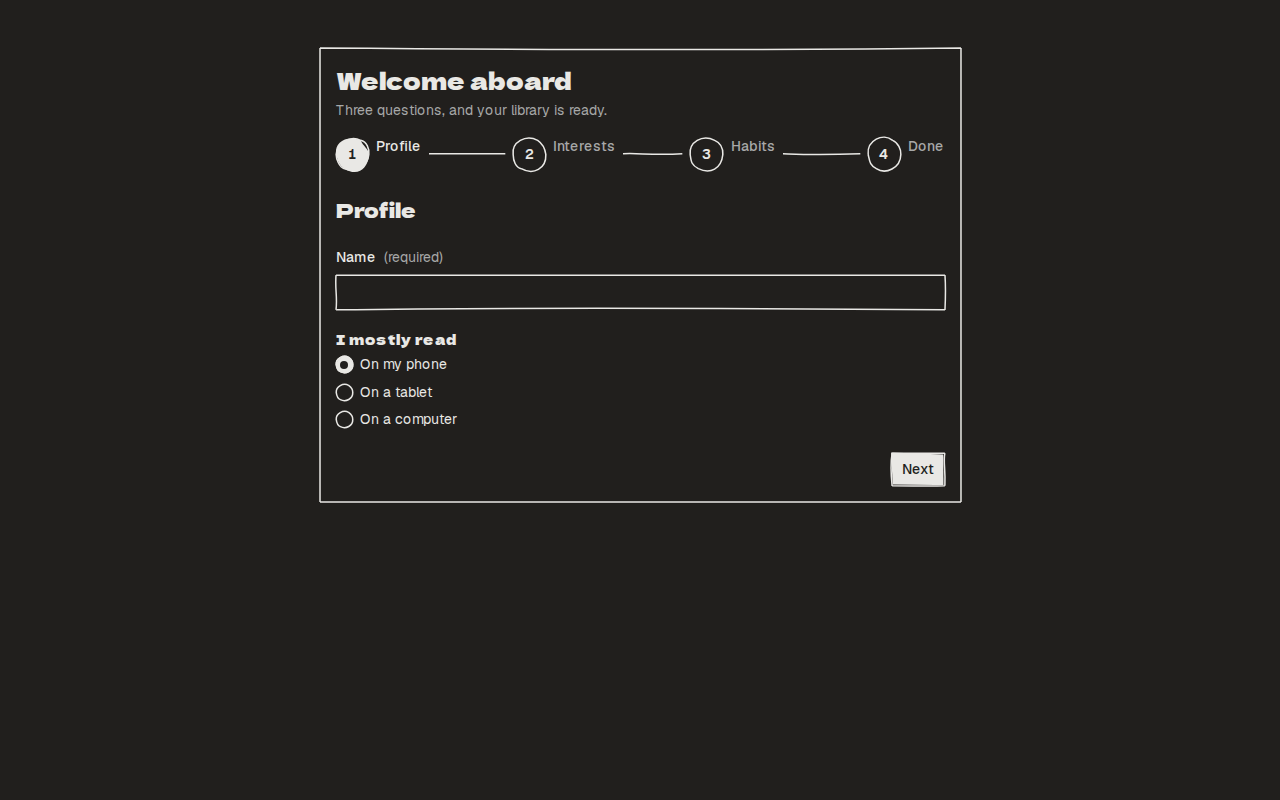 Welcome aboard
Three questions, and your library is ready.
1 Profile 2 Interests 3 Habits 4 Done
Profile
Name (required)
I mostly read
On my phone
On a tablet
On a computer
Next